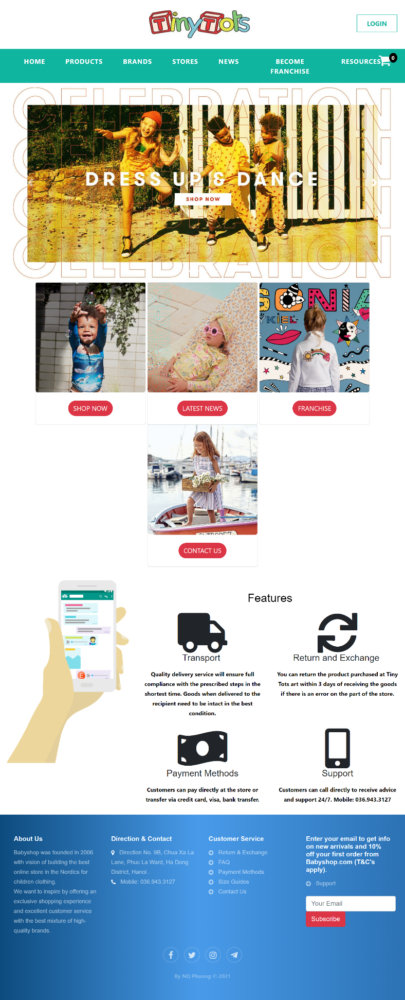 TinyTots
LOGIN
HOME
PRODUCTS
BRANDS
STORES
NEWS
BECOME
FRANCHISE
RESOURCES
0
CELEBRATION
CELEBRATION
DRESS UP & DANCE
SHOP NOW
CELEBRATION
CELEBRATION
SONIA
YKIEL
love
SHOP NOW
LATEST NEWS
FRANCHISE
CONTACT US
Features
Transport
Quality delivery service will ensure full
compliance with the prescribed steps in the
shortest time. Goods when delivered to the
recipient need to be intact in the best
condition.
Return and Exchange
You can return the product purchased at Tiny
Tots art within 3 days of receiving the goods
if there is an error on the part of the store.
E
Payment Methods
Customers can pay directly at the store or
transfer via credit card, visa, bank transfer.
Support
Customers can call directly to receive advice
and support 24/7. Mobile: 036.943.3127
About Us
Babyshop was founded in 2006
with vision of building the best
online store in the Nordics for
children clothing.
We want to inspire by offering an
exclusive shopping experience
and excellent customer service
with the best mixture of high-
quality brands.
Direction & Contact
Direction No. 9B, Chua Xa La
Lane, Phuc La Ward, Ha Dong
District, Hanoi .
Mobile: 036.943.3127
Customer Service
Return & Exchange
FAQ
Payment Methods
Size Guides
Contact Us
Enter your email to get info
on new arrivals and 10%
off your first order from
Babyshop.com (T&C's
apply).
Support
Your Email
Subscribe
By NQ Phuong © 2021